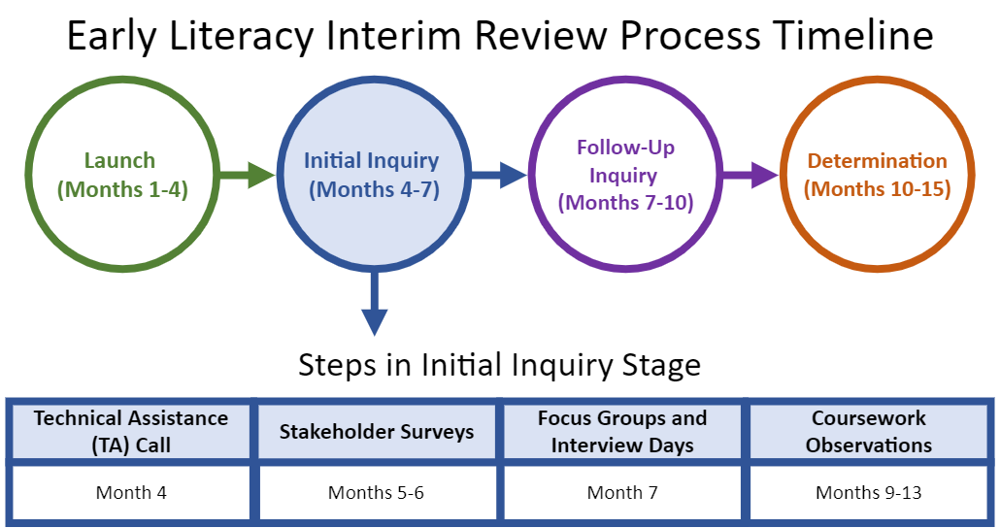 Early Literacy Interim Review Process Timeline
Launch
(Months 1-4)
Initial Inquiry
(Months 4-7)
Follow-Up
Inquiry
(Months 7-10)
Determination
(Months 10-15)
Steps in Initial Inquiry Stage
Technical Assistance
(TA) Call
Stakeholder Surveys
Focus Groups and
Interview Days
Coursework
Observations
Month 4
Months 5-6
Month 7
Months 9-13